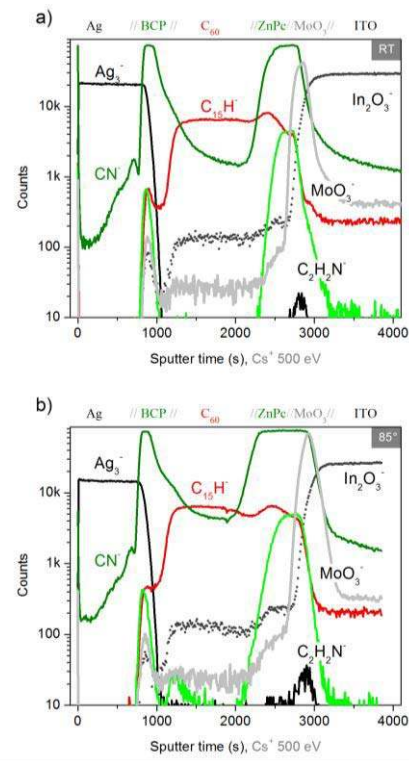 a)
Ag // BCP // C₆₀ //ZnPc//MoO₃// ITO
RT
Ag₃⁻
In₂O₃⁻
C₁₅H⁻
CN⁻
MoO₃⁻
C₂H₂N⁻
Counts
10k
1k
100
10
0 1000 2000 3000 4000
Sputter time (s), Cs⁺ 500 eV
b)
Ag // BCP // C₆₀ //ZnPc//MoO₃// ITO
85°
Ag₃⁻
In₂O₃⁻
C₁₅H⁻
CN⁻
MoO₃⁻
C₂H₂N⁻
Counts
10k
1k
100
10
0 1000 2000 3000 4000
Sputter time (s), Cs⁺ 500 eV